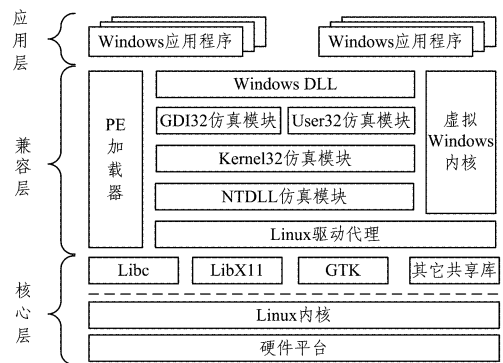 应用层
Windows应用程序
Windows应用程序
兼容层
PE加载器
Windows DLL
GDI32仿真模块
User32仿真模块
Kernel32仿真模块
NTDLL仿真模块
Linux驱动代理
虚拟
Windows
内核
核心层
Libc
LibX11
GTK
其它共享库
Linux内核
硬件平台